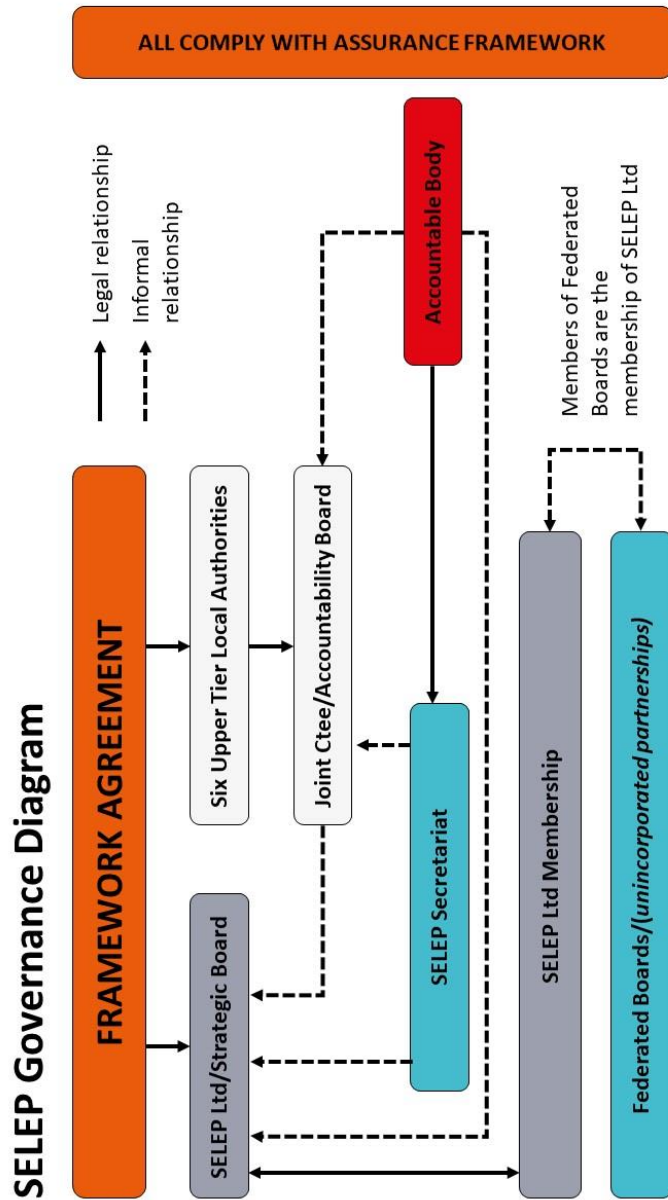 SELEP Governance Diagram
FRAMEWORK AGREEMENT
Legal relationship
Informal
relationship
ALL COMPLY WITH ASSURANCE FRAMEWORK
SELEP Ltd/Strategic Board
Six Upper Tier Local Authorities
Joint Ctee/Accountability Board
SELEP Secretariat
Accountable Body
SELEP Ltd Membership
Members of Federated
Boards are the
membership of SELEP Ltd
Federated Boards/(unincorporated partnerships)